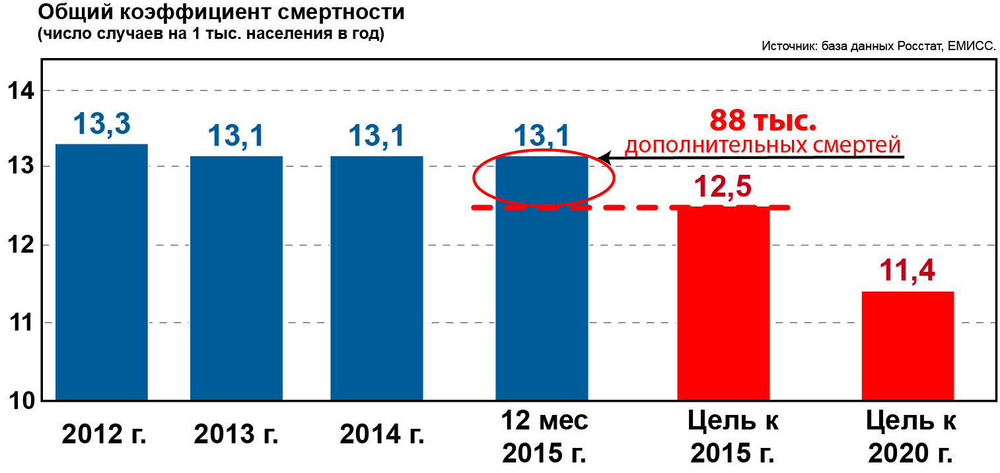 Общий коэффициент смертности
(число случаев на 1 тыс. населения в год)
Источник: база данных Росстат, ЕМИСС.
14
13,3
13,1
13,1
13,1
88 тыс.
дополнительных смертей
13
12,5
12
11,4
11
10
2012 г.
2013 г.
2014 г.
12 мес
2015 г.
Цель к
2015 г.
Цель к
2020 г.